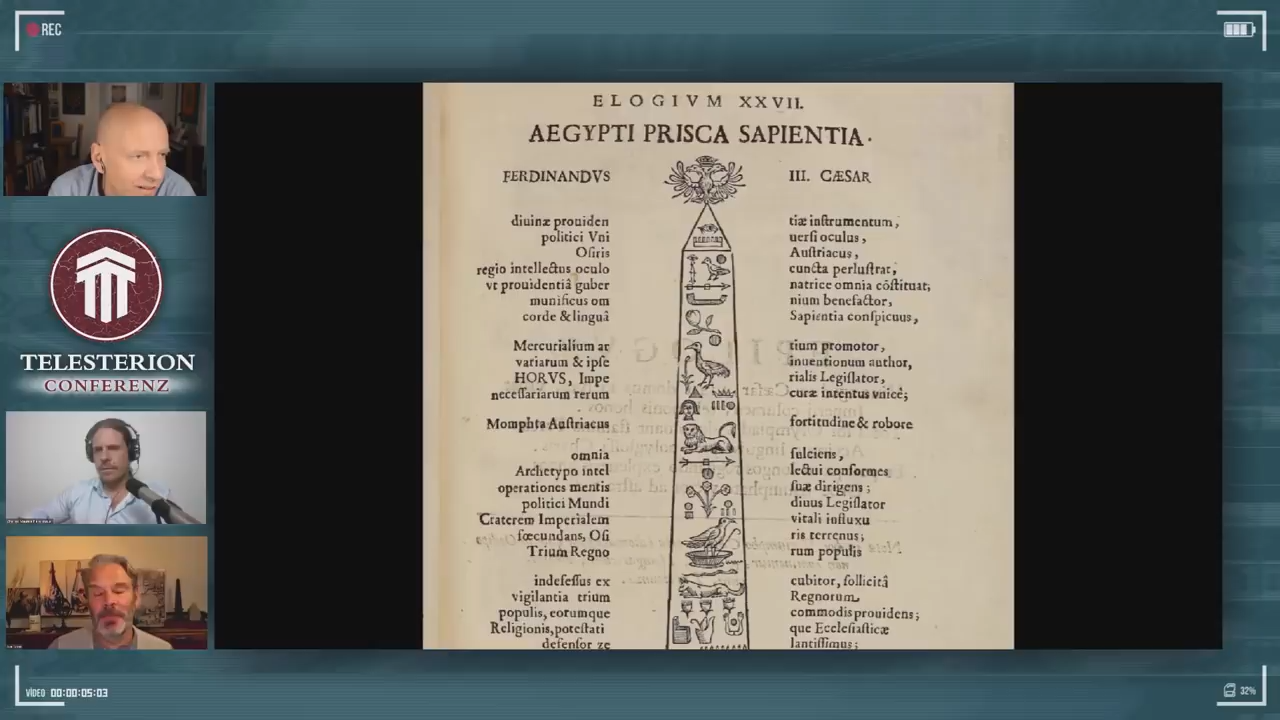 REC
ELOGIVM XXVII.
AEGYPTI PRISCA SAPIENTIA.
FERDINANDVS III. CÆSAR
diuinæ prouiden tiæ inſtrumentum,
politici Vni uerſi oculus,
Oſiris Auſtriacus,
regio intellectus oculo cuncta perluſtrat,
vt prouidentiâ guber natrice omnia cõſtituat,
munificus om nium benefactor,
corde & linguâ Sapientia conſpicuus,
Mercurialium ar tium promotor,
variarum & ipſe inuentionum author,
HORVS, Impe rialis Legiſlator,
neceſſariarum rerum curæ intentus vnicè;
Momphta Auſtriacus fortitudine & robore
omnia fulciens,
Archetypo intel lectui conformes
operationes mentis ſuæ dirigens;
politici Mundi diuus Legiſlator
Craterem Imperialem vitali influxu
fœcundans, Oſi ris terrenus;
Trium Regno rum populis
indefeſſus ex cubitor, ſollicitâ
vigilantia trium Regnorum
populis, eorumque commodis prouidens;
Religionis, poteſtati que Eccleſiaſticæ
defenſor ze lantiſſimus;
TELESTERION
CONFERENZ
VÍDEO 00:00:05:03
32%